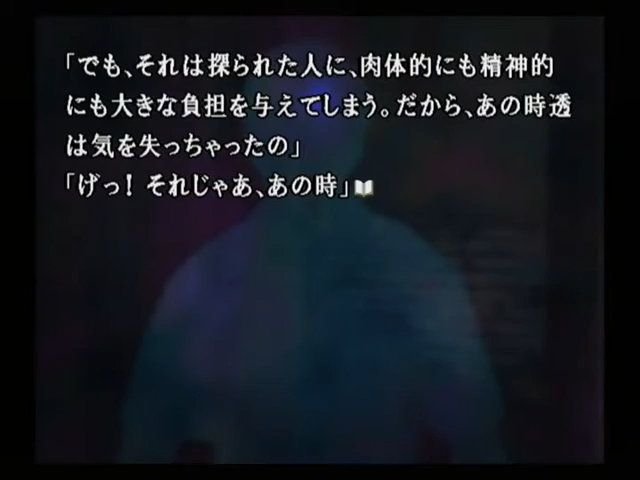 「でも、それは探られた人に、肉体的にも精神的
にも大きな負担を与えてしまう。だから、あの時透
は気を失っちゃったの」
「げっ！ それじゃあ、あの時」